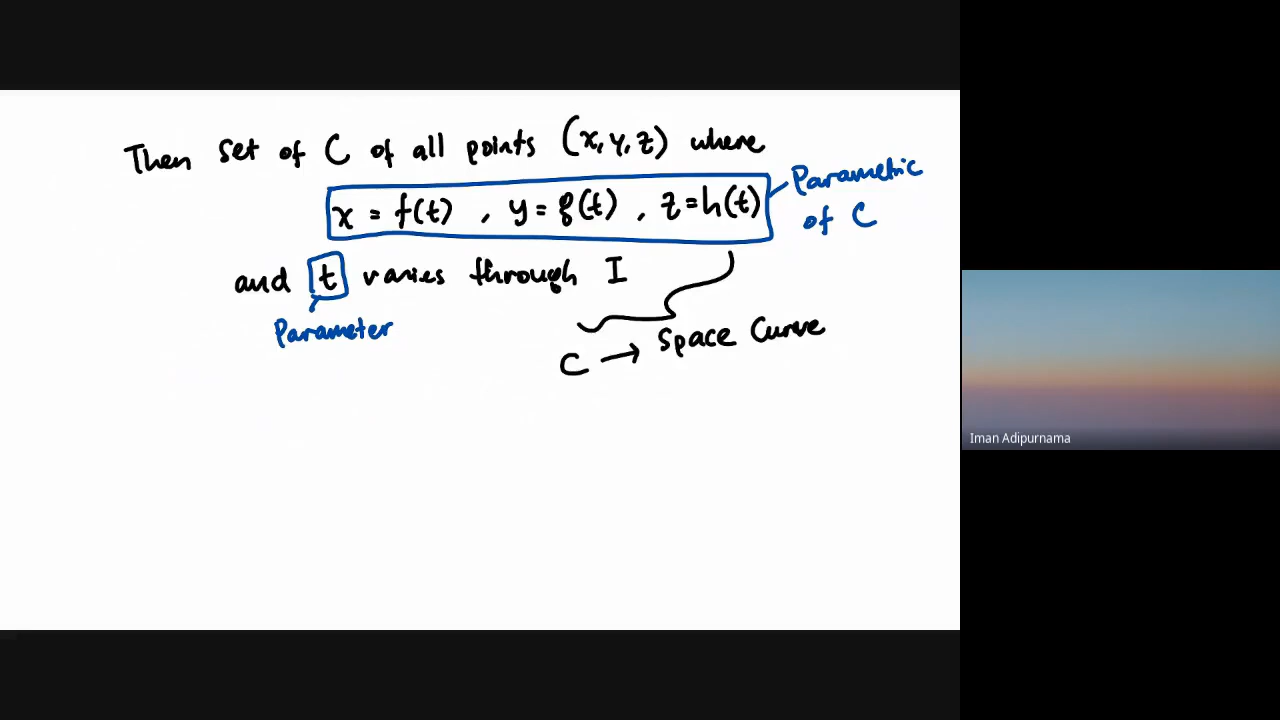 Then set of C of all points (x, y, z) where
x = f(t) , y = g(t) , z = h(t)
Parametric
of C
and t varies through I
Parameter
C → Space Curve
Iman Adipurnama